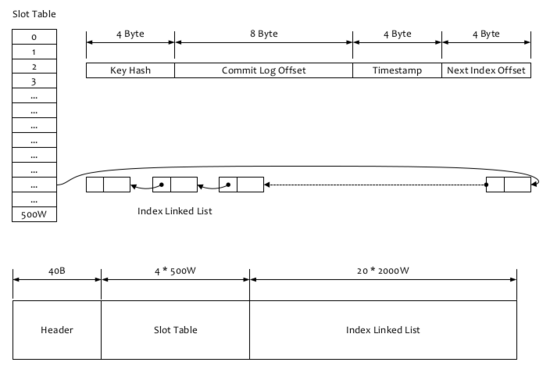 Slot Table
0
1
2
3
...
...
...
...
...
...
...
...
500W
4 Byte 8 Byte 4 Byte 4 Byte
Key Hash Commit Log Offset Timestamp Next Index Offset
Index Linked List
40B 4 * 500W 20 * 2000W
Header Slot Table Index Linked List